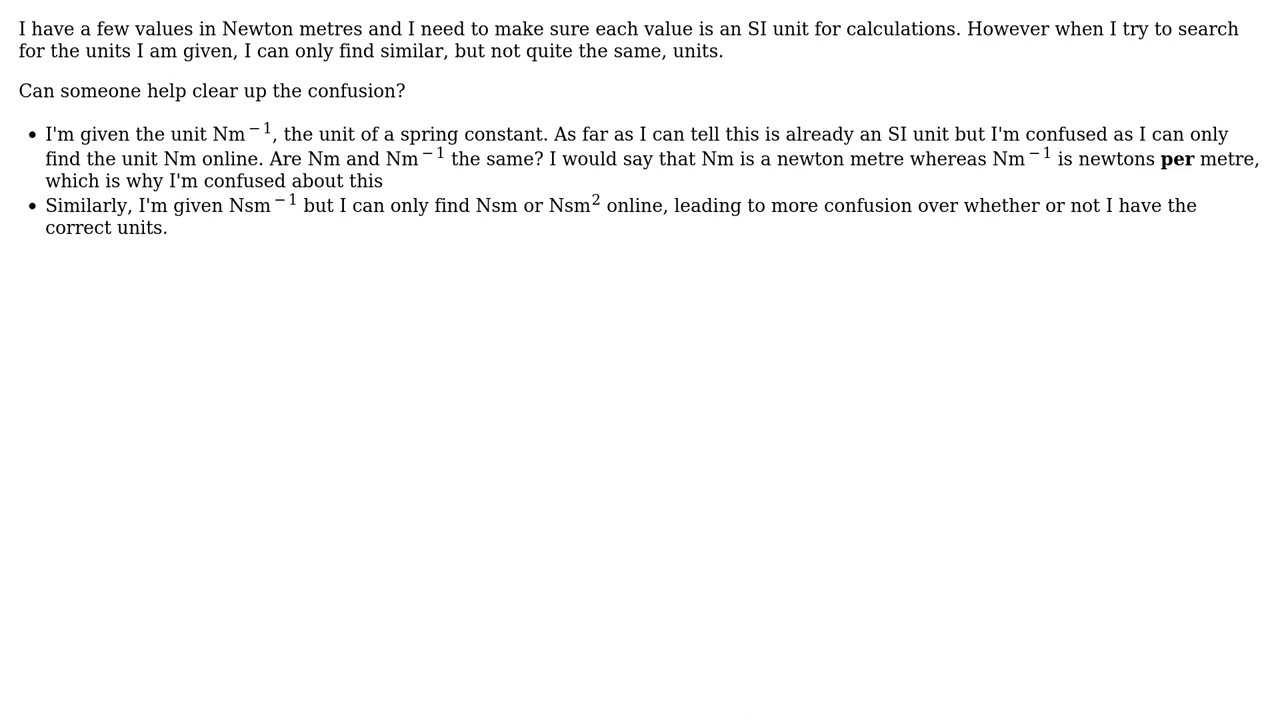 I have a few values in Newton metres and I need to make sure each value is an SI unit for calculations. However when I try to search
for the units I am given, I can only find similar, but not quite the same, units.
Can someone help clear up the confusion?
• I'm given the unit Nm⁻¹, the unit of a spring constant. As far as I can tell this is already an SI unit but I'm confused as I can only
find the unit Nm online. Are Nm and Nm⁻¹ the same? I would say that Nm is a newton metre whereas Nm⁻¹ is newtons per metre,
which is why I'm confused about this
• Similarly, I'm given Nsm⁻¹ but I can only find Nsm or Nsm² online, leading to more confusion over whether or not I have the
correct units.